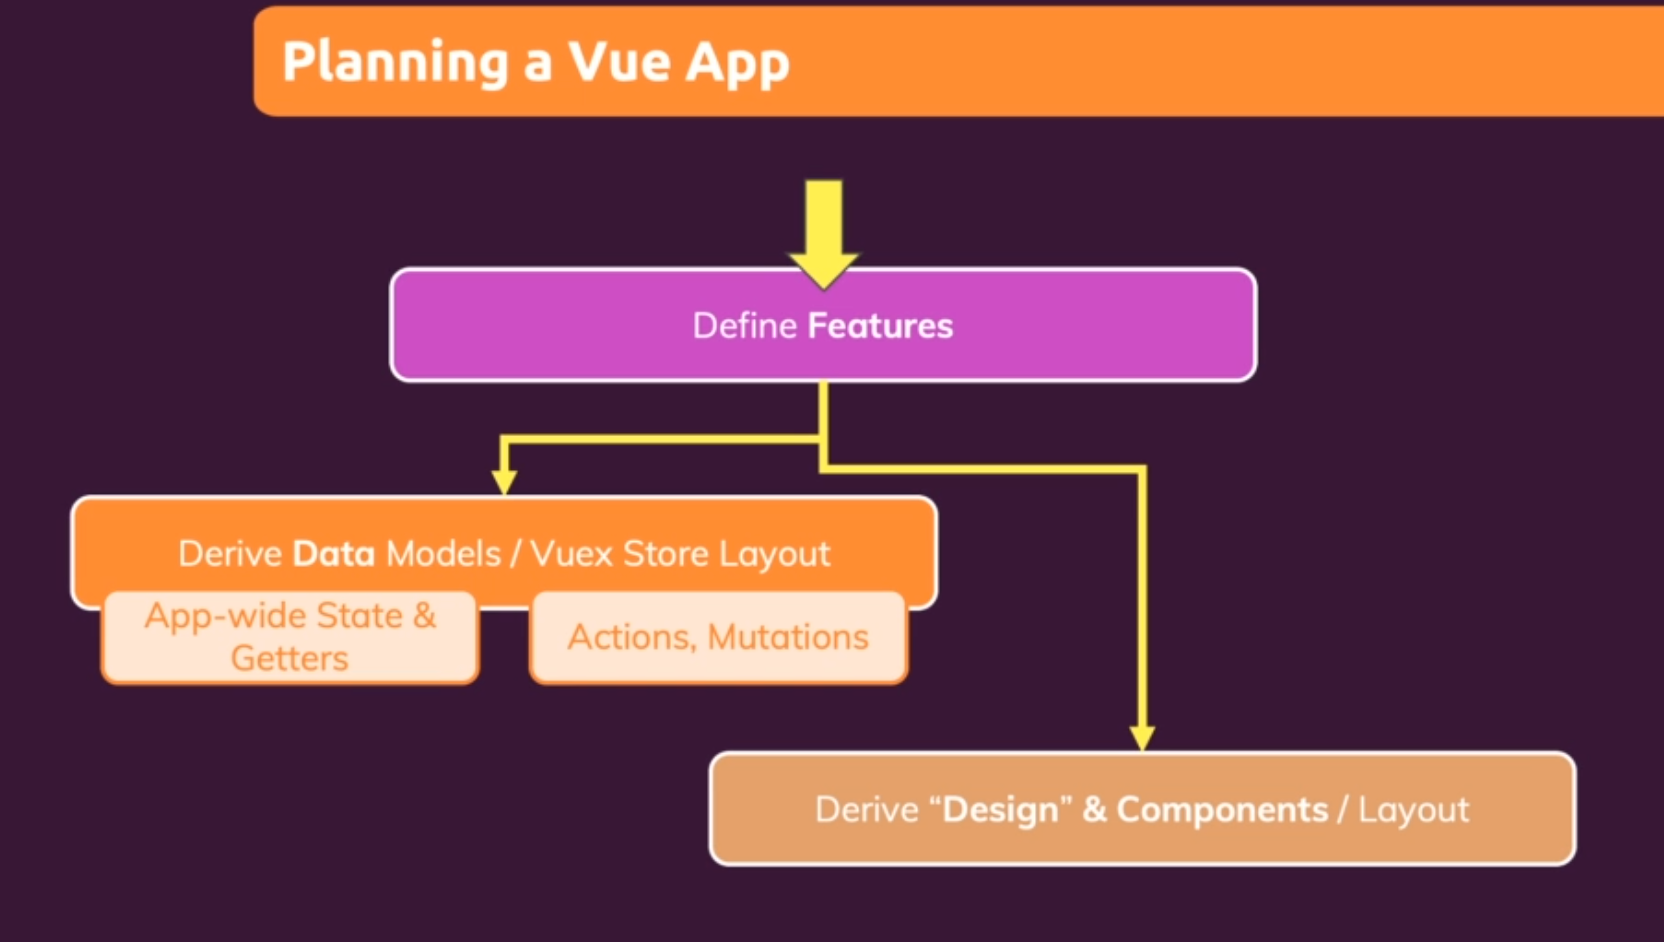 Planning a Vue App
Define Features
Derive Data Models / Vuex Store Layout
App-wide State &
Getters
Actions, Mutations
Derive “Design” & Components / Layout